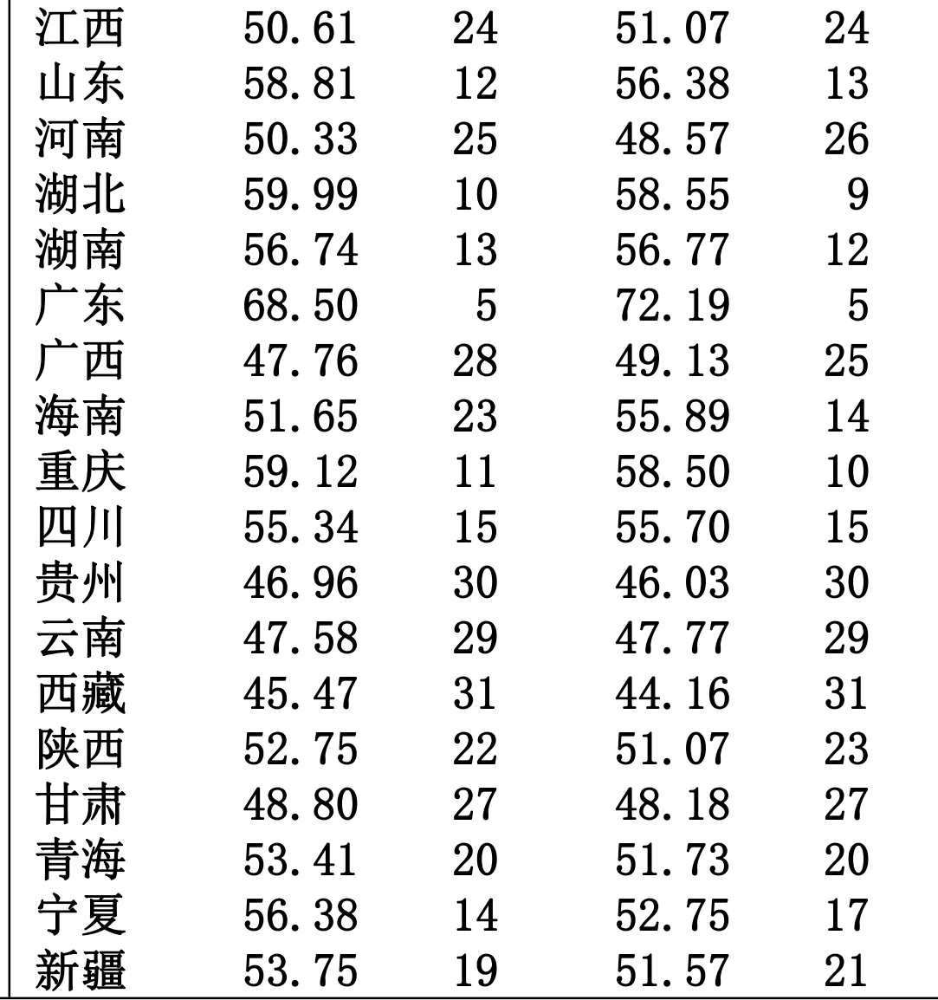 江西 50.61 24 51.07 24
山东 58.81 12 56.38 13
河南 50.33 25 48.57 26
湖北 59.99 10 58.55 9
湖南 56.74 13 56.77 12
广东 68.50 5 72.19 5
广西 47.76 28 49.13 25
海南 51.65 23 55.89 14
重庆 59.12 11 58.50 10
四川 55.34 15 55.70 15
贵州 46.96 30 46.03 30
云南 47.58 29 47.77 29
西藏 45.47 31 44.16 31
陕西 52.75 22 51.07 23
甘肃 48.80 27 48.18 27
青海 53.41 20 51.73 20
宁夏 56.38 14 52.75 17
新疆 53.75 19 51.57 21